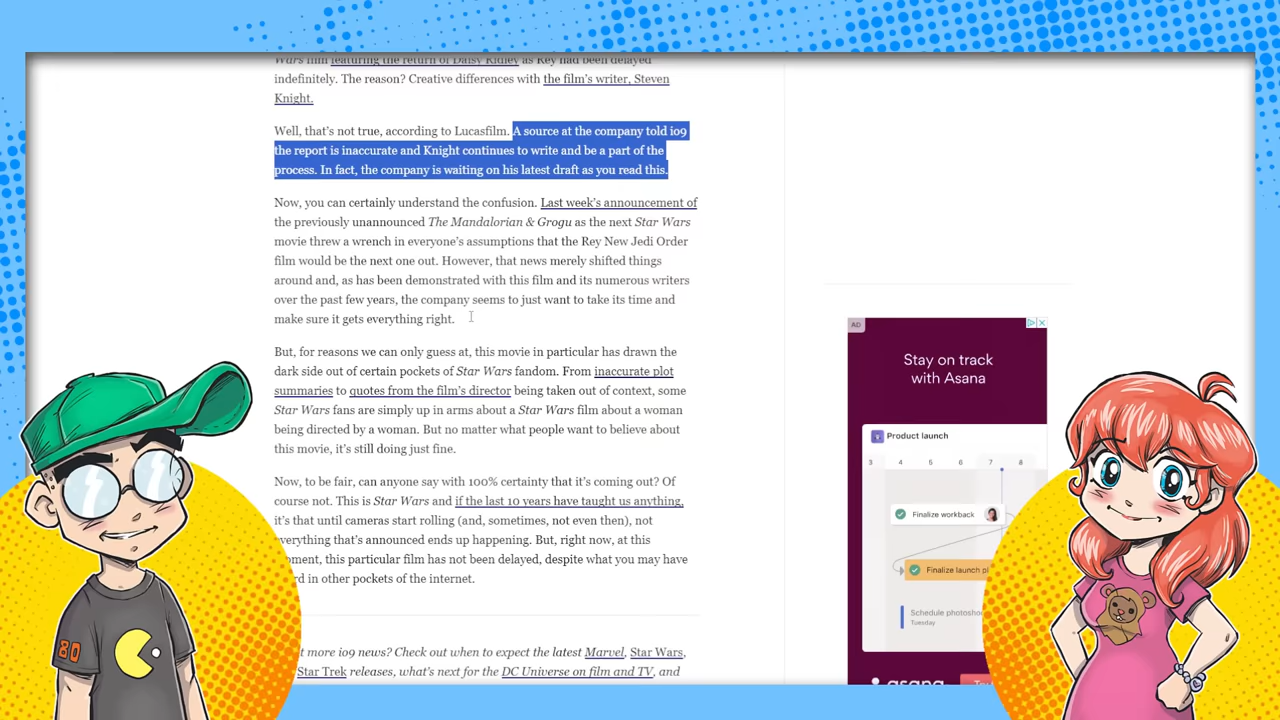 Wars film featuring the return of Daisy Ridley as Rey had been delayed
indefinitely. The reason? Creative differences with the film's writer, Steven
Knight.
Well, that's not true, according to Lucasfilm. A source at the company told io9
the report is inaccurate and Knight continues to write and be a part of the
process. In fact, the company is waiting on his latest draft as you read this.
Now, you can certainly understand the confusion. Last week's announcement of
the previously unannounced The Mandalorian & Grogu as the next Star Wars
movie threw a wrench in everyone's assumptions that the Rey New Jedi Order
film would be the next one out. However, that news merely shifted things
around and, as has been demonstrated with this film and its numerous writers
over the past few years, the company seems to just want to take its time and
make sure it gets everything right.
But, for reasons we can only guess at, this movie in particular has drawn the
dark side out of certain pockets of Star Wars fandom. From inaccurate plot
summaries to quotes from the film's director being taken out of context, some
Star Wars fans are simply up in arms about a Star Wars film about a woman
being directed by a woman. But no matter what people want to believe about
this movie, it's still doing just fine.
Now, to be fair, can anyone say with 100% certainty that it's coming out? Of
course not. This is Star Wars and if the last 10 years have taught us anything,
it's that until cameras start rolling (and, sometimes, not even then), not
everything that's announced ends up happening. But, right now, at this
moment, this particular film has not been delayed, despite what you may have
in other pockets of the internet.
more io9 news? Check out when to expect the latest Marvel, Star Wars,
Star Trek releases, what's next for the DC Universe on film and TV, and
AD
Stay on track
with Asana
Product launch
3 4 5 6 7 8
Finalize workback
Finalize launch
Schedule
Tuesday
asana
80